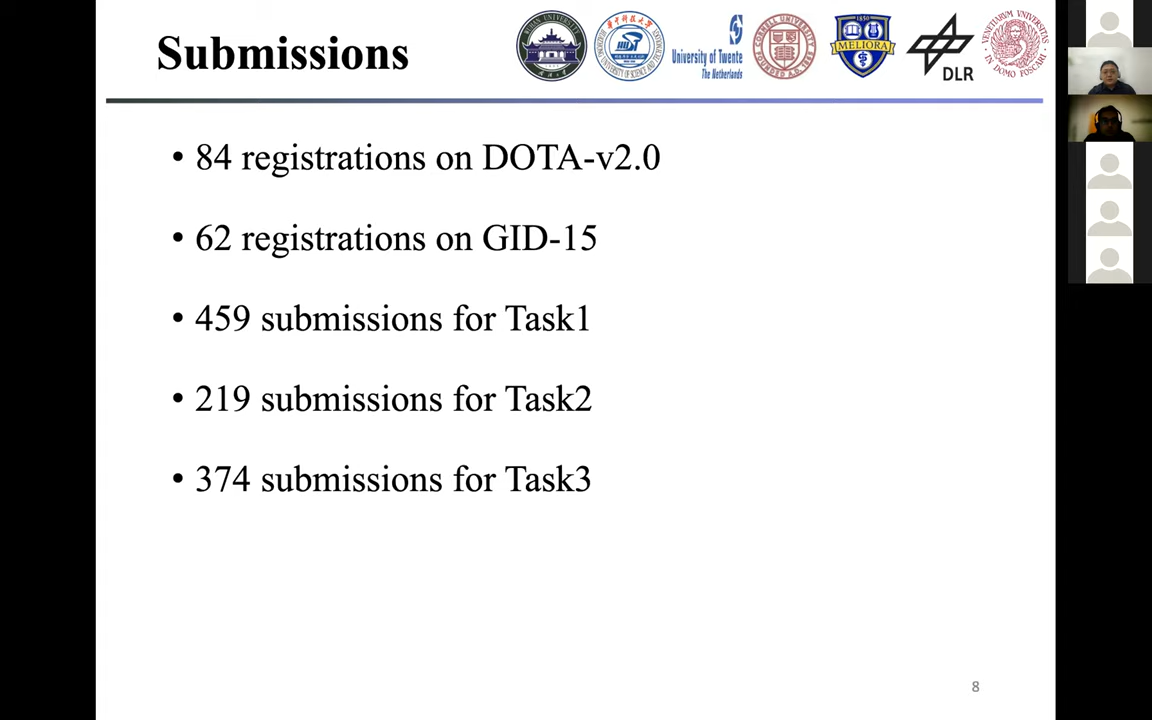 Submissions
University of Twente
The Netherlands
1850
MELIORA
DLR
• 84 registrations on DOTA-v2.0
• 62 registrations on GID-15
• 459 submissions for Task1
• 219 submissions for Task2
• 374 submissions for Task3
8